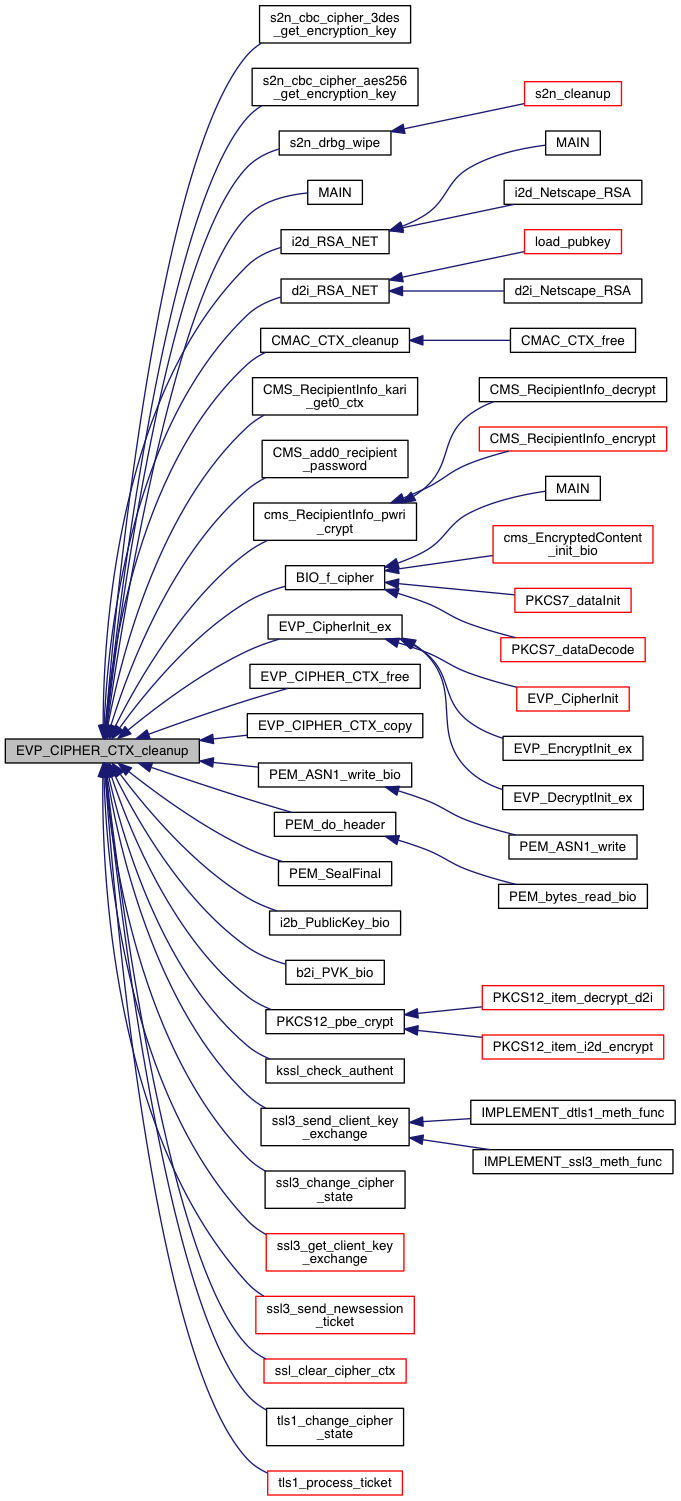 s2n_cbc_cipher_3des
_get_encryption_key
s2n_cbc_cipher_aes256
_get_encryption_key
s2n_cleanup
s2n_drbg_wipe
MAIN
MAIN
i2d_Netscape_RSA
i2d_RSA_NET
load_pubkey
d2i_RSA_NET
d2i_Netscape_RSA
CMAC_CTX_cleanup
CMAC_CTX_free
CMS_RecipientInfo_kari
_get0_ctx
CMS_RecipientInfo_decrypt
CMS_RecipientInfo_encrypt
CMS_add0_recipient
_password
MAIN
cms_RecipientInfo_pwri
_crypt
cms_EncryptedContent
_init_bio
BIO_f_cipher
PKCS7_dataInit
EVP_CipherInit_ex
PKCS7_dataDecode
EVP_CIPHER_CTX_free
EVP_CipherInit
EVP_CIPHER_CTX_copy
EVP_EncryptInit_ex
EVP_CIPHER_CTX_cleanup
PEM_ASN1_write_bio
EVP_DecryptInit_ex
PEM_do_header
PEM_ASN1_write
PEM_SealFinal
PEM_bytes_read_bio
i2b_PublicKey_bio
b2i_PVK_bio
PKCS12_item_decrypt_d2i
PKCS12_pbe_crypt
PKCS12_item_i2d_encrypt
kssl_check_authent
IMPLEMENT_dtls1_meth_func
ssl3_send_client_key
_exchange
IMPLEMENT_ssl3_meth_func
ssl3_change_cipher
_state
ssl3_get_client_key
_exchange
ssl3_send_newsession
_ticket
ssl_clear_cipher_ctx
tls1_change_cipher
_state
tls1_process_ticket